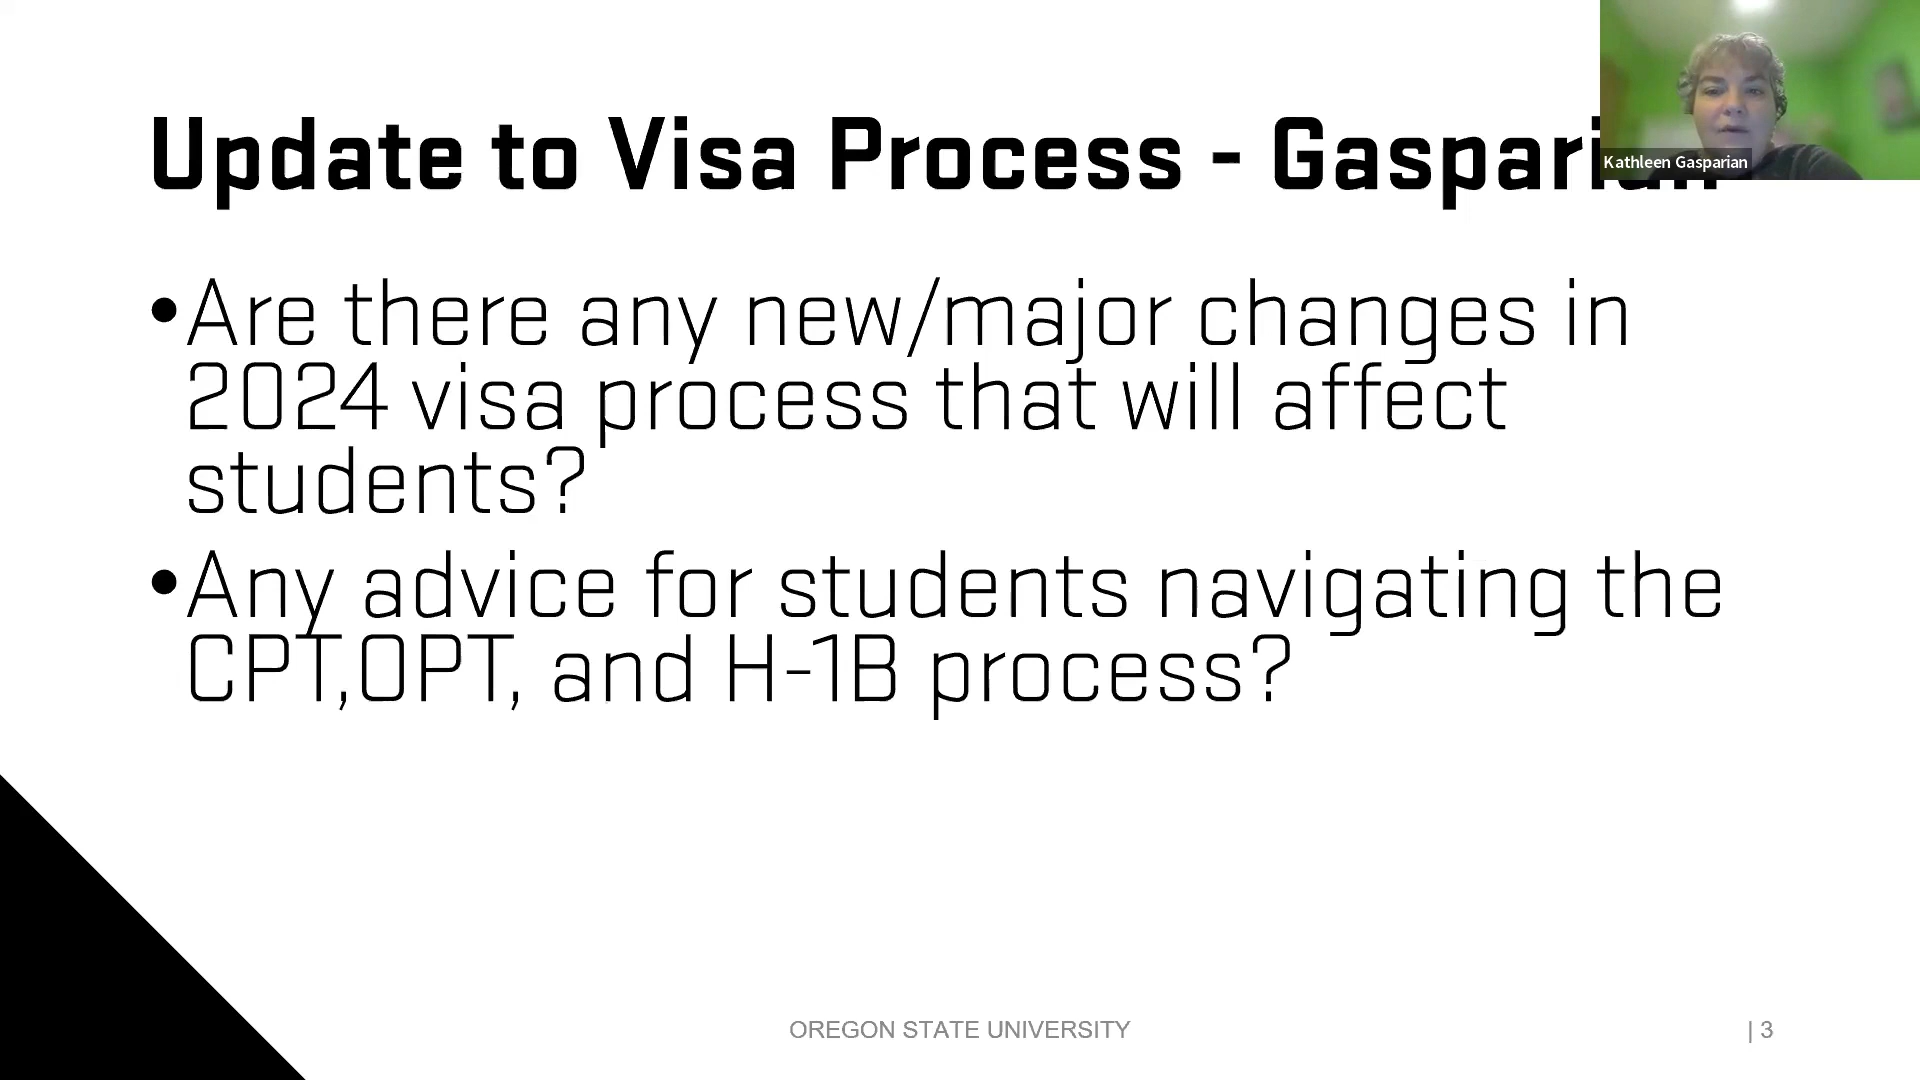 Update to Visa Process - Gasparian
Kathleen Gasparian
•Are there any new/major changes in
2024 visa process that will affect
students?
•Any advice for students navigating the
CPT,OPT, and H-1B process?
OREGON STATE UNIVERSITY
| 3